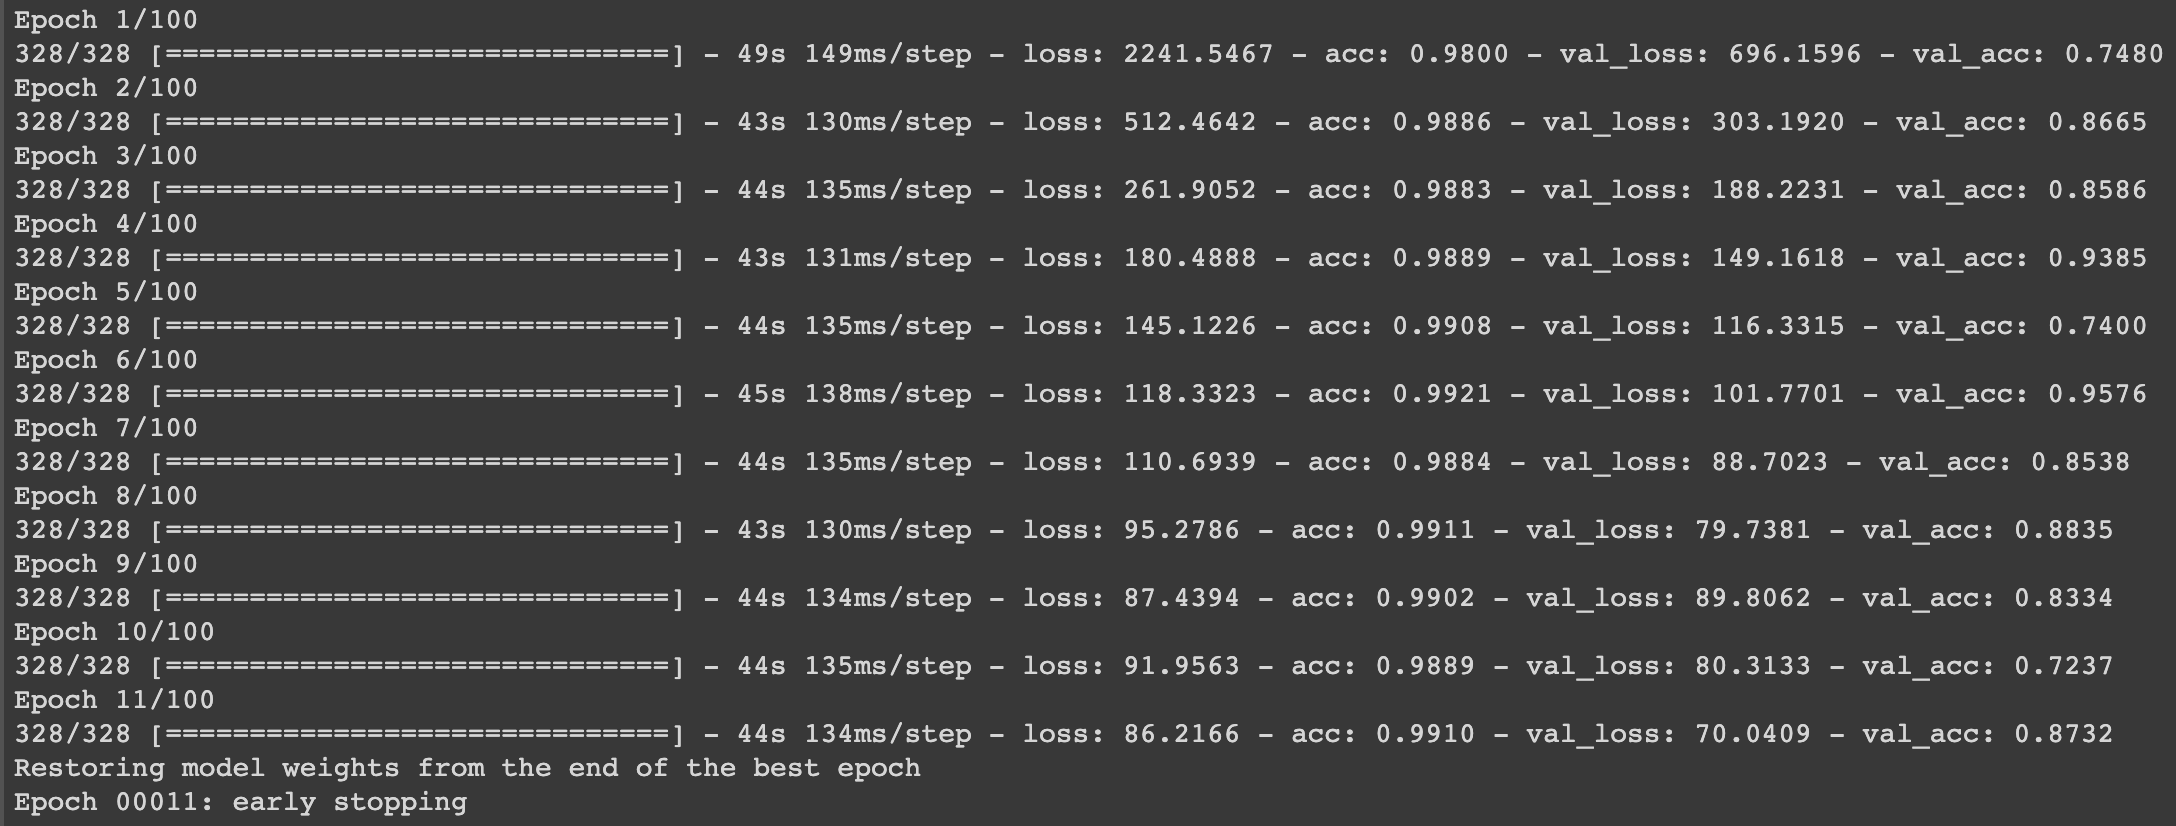 Epoch 1/100
328/328 [==============================] - 49s 149ms/step - loss: 2241.5467 - acc: 0.9800 - val_loss: 696.1596 - val_acc: 0.7480
Epoch 2/100
328/328 [==============================] - 43s 130ms/step - loss: 512.4642 - acc: 0.9886 - val_loss: 303.1920 - val_acc: 0.8665
Epoch 3/100
328/328 [==============================] - 44s 135ms/step - loss: 261.9052 - acc: 0.9883 - val_loss: 188.2231 - val_acc: 0.8586
Epoch 4/100
328/328 [==============================] - 43s 131ms/step - loss: 180.4888 - acc: 0.9889 - val_loss: 149.1618 - val_acc: 0.9385
Epoch 5/100
328/328 [==============================] - 44s 135ms/step - loss: 145.1226 - acc: 0.9908 - val_loss: 116.3315 - val_acc: 0.7400
Epoch 6/100
328/328 [==============================] - 45s 138ms/step - loss: 118.3323 - acc: 0.9921 - val_loss: 101.7701 - val_acc: 0.9576
Epoch 7/100
328/328 [==============================] - 44s 135ms/step - loss: 110.6939 - acc: 0.9884 - val_loss: 88.7023 - val_acc: 0.8538
Epoch 8/100
328/328 [==============================] - 43s 130ms/step - loss: 95.2786 - acc: 0.9911 - val_loss: 79.7381 - val_acc: 0.8835
Epoch 9/100
328/328 [==============================] - 44s 134ms/step - loss: 87.4394 - acc: 0.9902 - val_loss: 89.8062 - val_acc: 0.8334
Epoch 10/100
328/328 [==============================] - 44s 135ms/step - loss: 91.9563 - acc: 0.9889 - val_loss: 80.3133 - val_acc: 0.7237
Epoch 11/100
328/328 [==============================] - 44s 134ms/step - loss: 86.2166 - acc: 0.9910 - val_loss: 70.0409 - val_acc: 0.8732
Restoring model weights from the end of the best epoch
Epoch 00011: early stopping